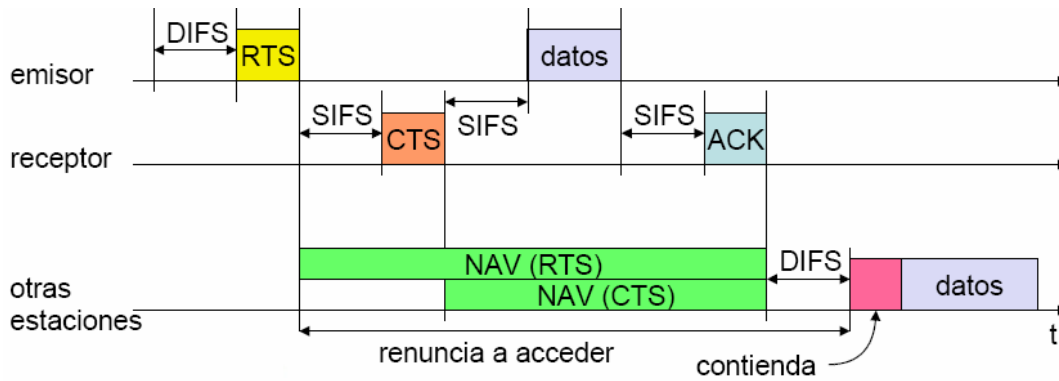 DIFS
RTS
datos
emisor
SIFS
CTS
SIFS
SIFS
ACK
receptor
NAV (RTS)
DIFS
NAV (CTS)
datos
otras
estaciones
t
renuncia a acceder
contienda